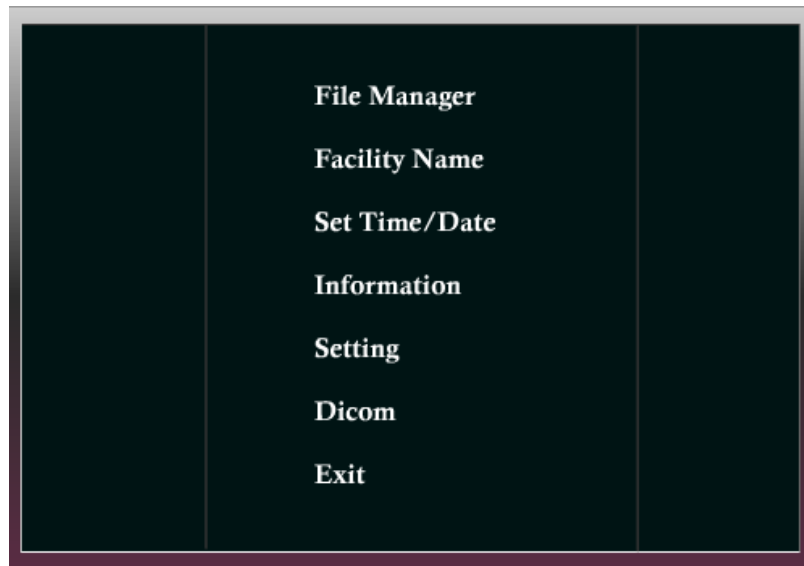 File Manager
Facility Name
Set Time/Date
Information
Setting
Dicom
Exit